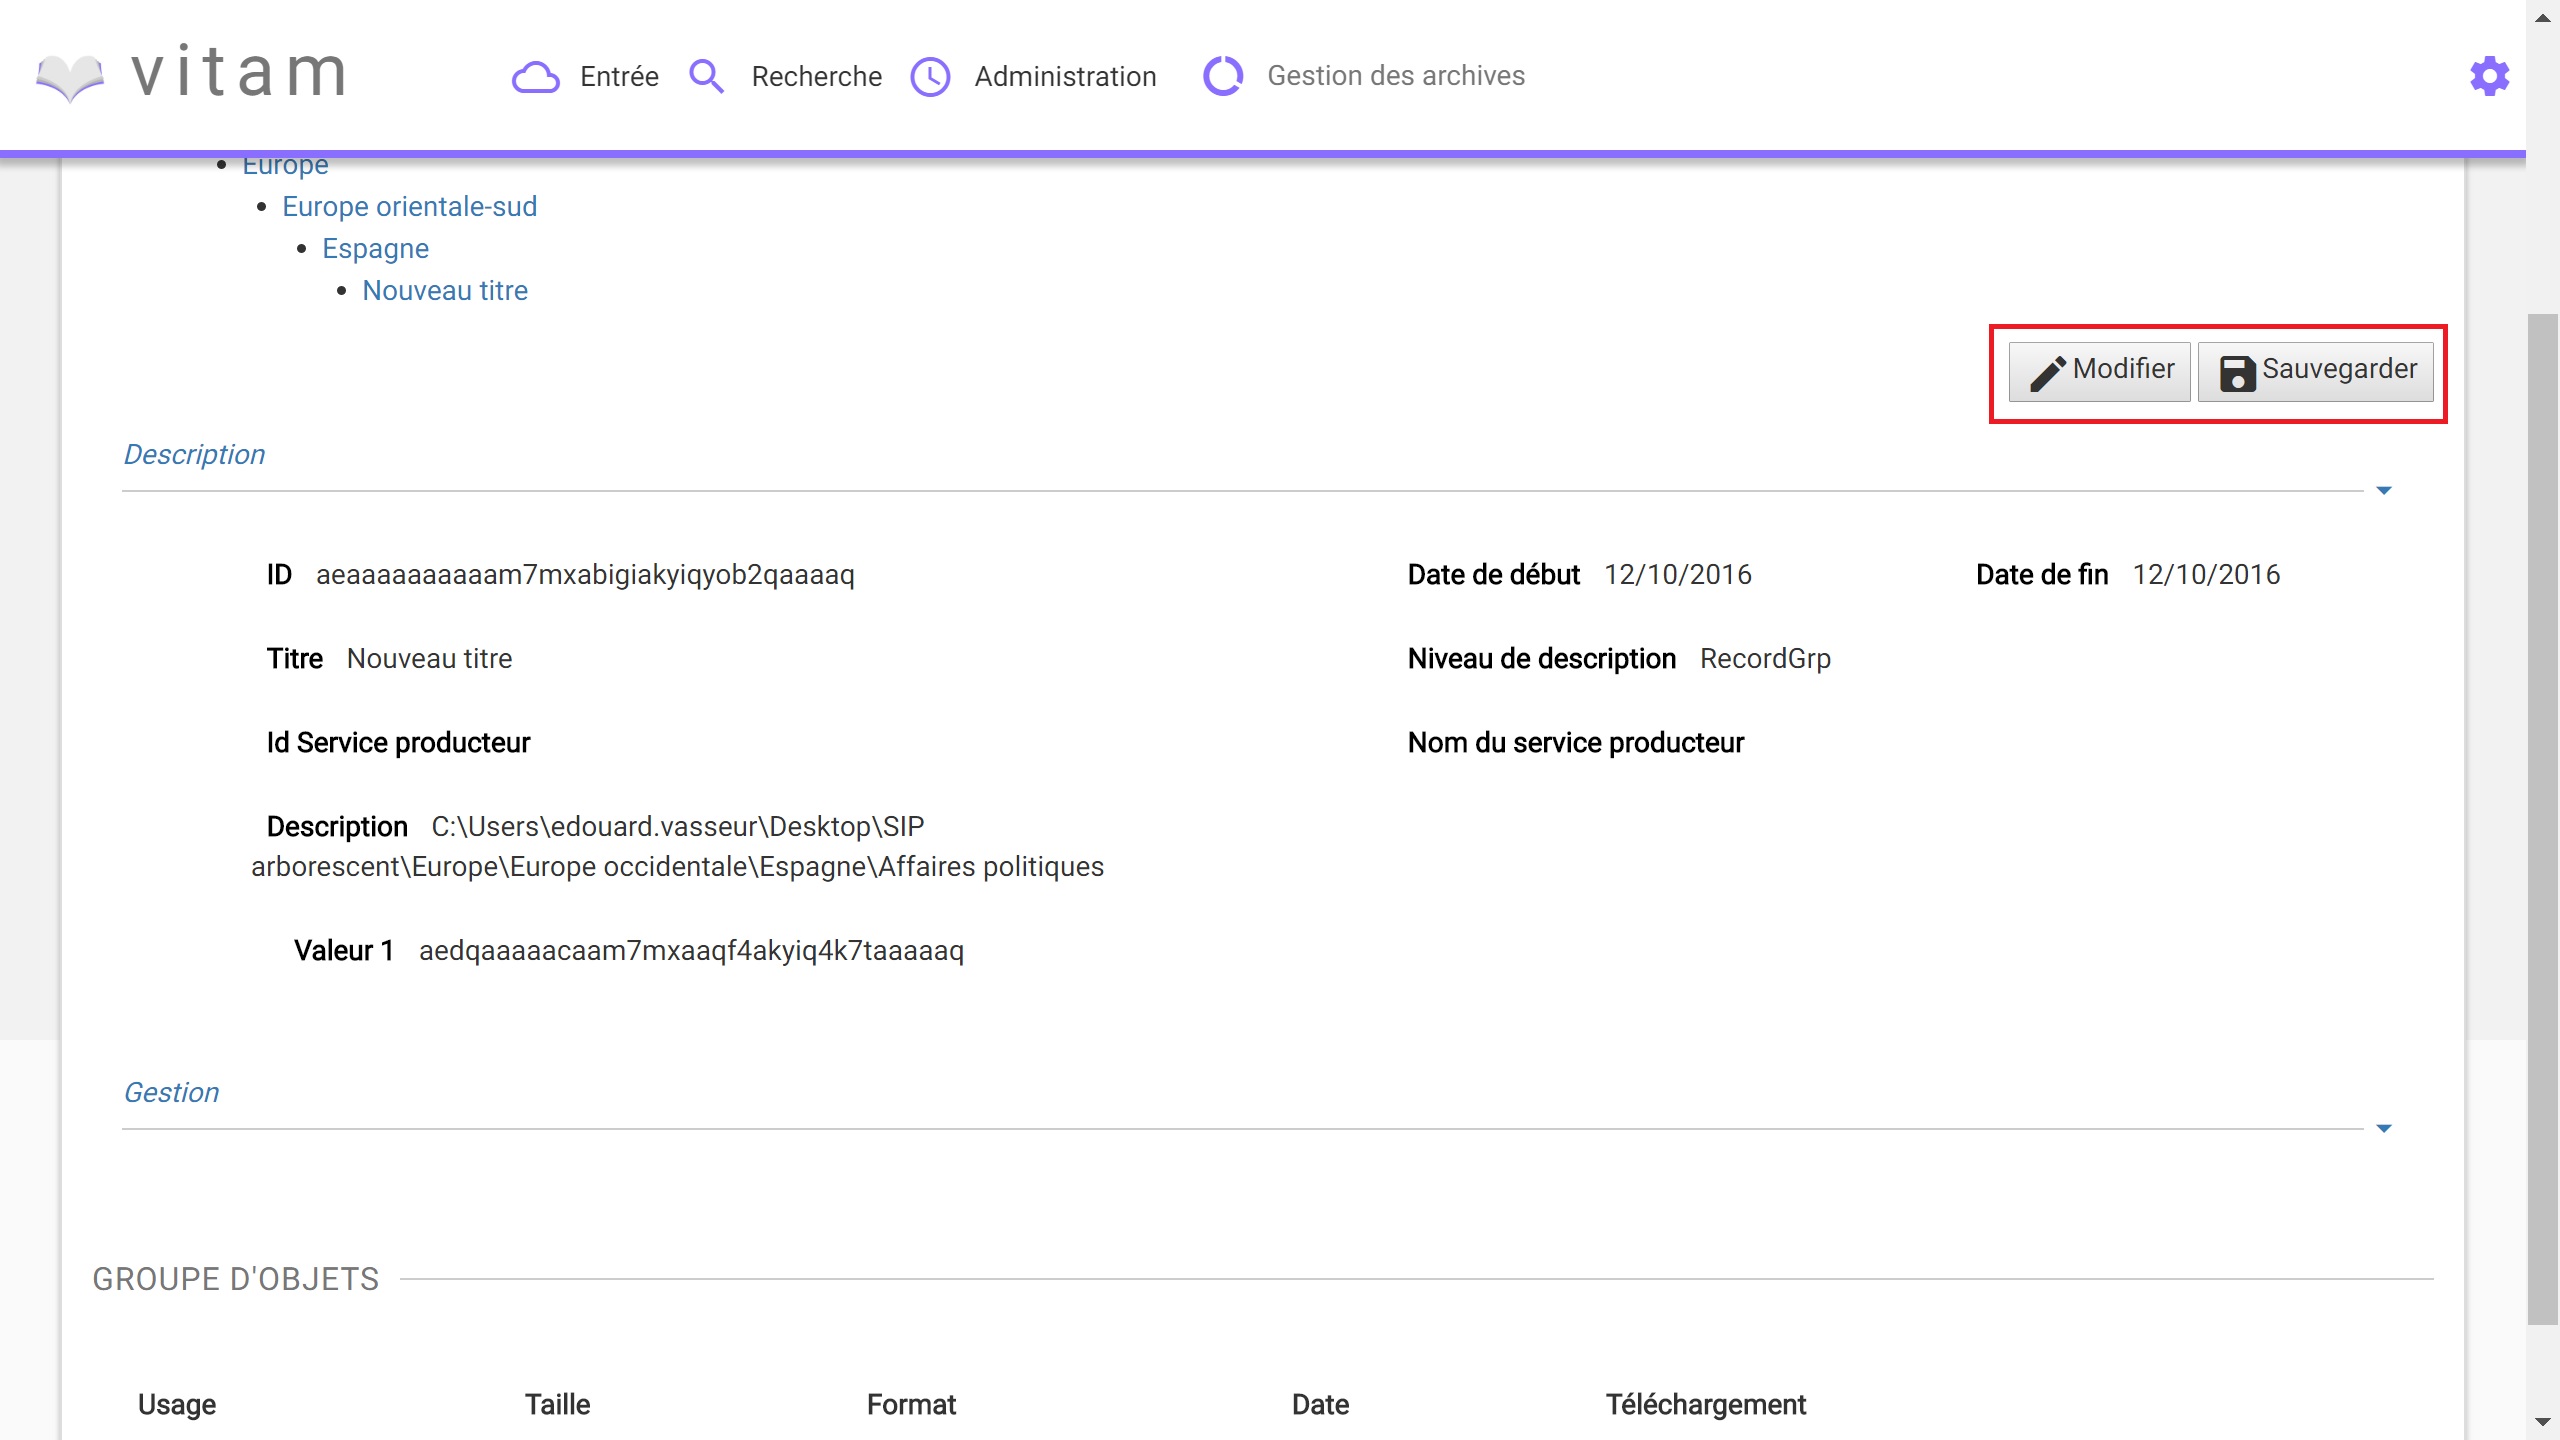 vitam
Entrée Recherche Administration Gestion des archives
Europe
Europe orientale-sud
Espagne
Nouveau titre
Modifier Sauvegarder
Description
ID aeaaaaaaaaaam7mxabigiakyiqyob2qaaaaq Date de début 12/10/2016 Date de fin 12/10/2016
Titre Nouveau titre Niveau de description RecordGrp
Id Service producteur Nom du service producteur
Description C:\Users\edouard.vasseur\Desktop\SIP
arborescent\Europe\Europe occidentale\Espagne\Affaires politiques
Valeur 1 aedqaaaaacaam7mxaaqf4akyiq4k7taaaaaq
Gestion
GROUPE D'OBJETS
Usage Taille Format Date Téléchargement